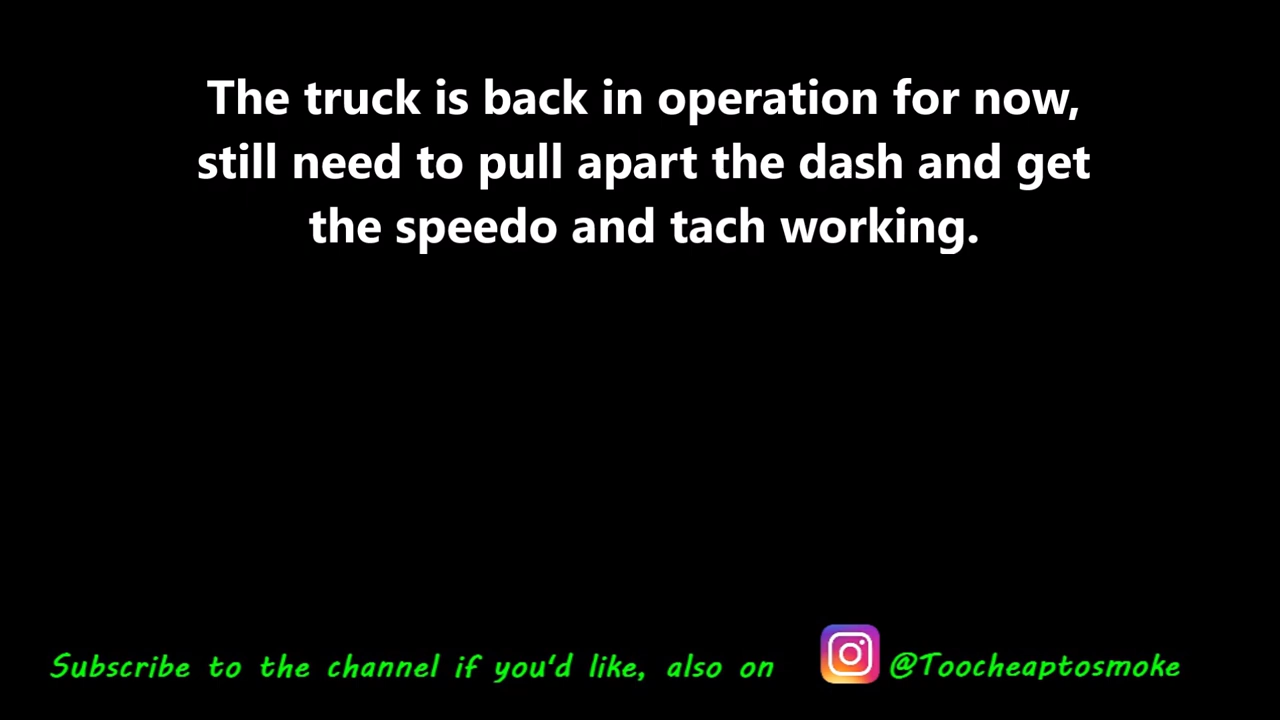 The truck is back in operation for now,
still need to pull apart the dash and get
the speedo and tach working.
Subscribe to the channel if you'd like, also on @Toocheaptosmoke